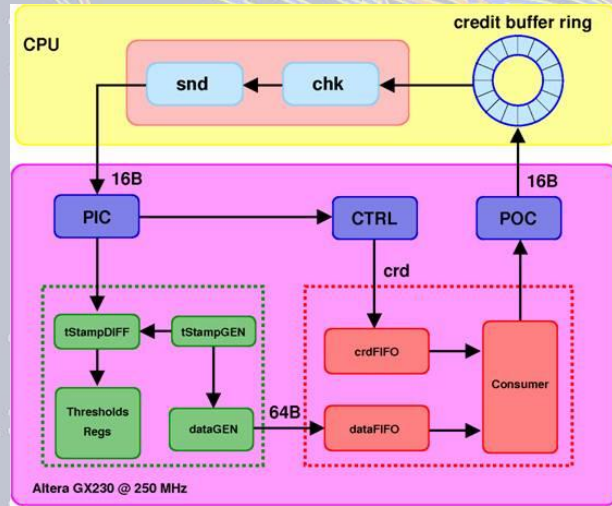 CPU
credit buffer ring
snd
chk
16B
16B
PIC
CTRL
POC
crd
tStampDIFF
tStampGEN
crdFIFO
Consumer
Thresholds
Regs
dataGEN
64B
dataFIFO
Altera GX230 @ 250 MHz